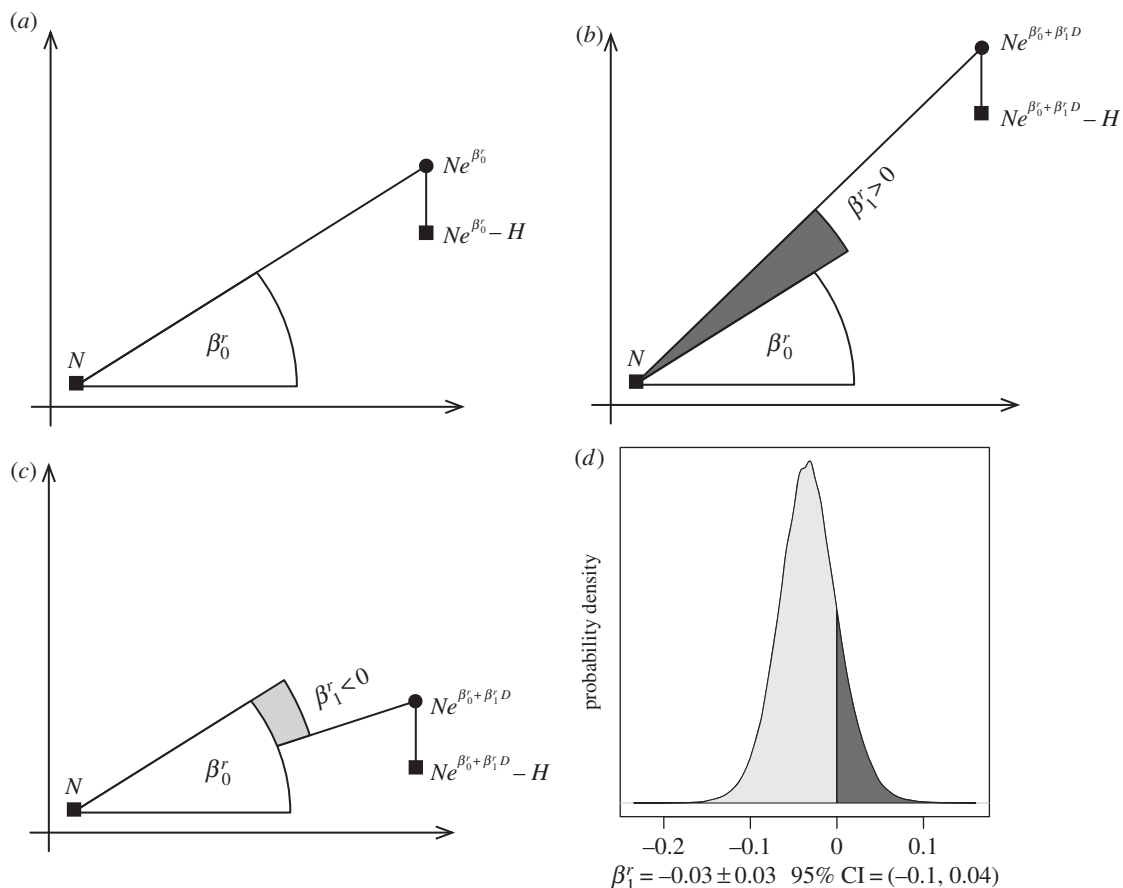 (a)
Ne^{β_0^r}
Ne^{β_0^r} – H
N
β_0^r
(b)
Ne^{β_0^r + β_1^r D}
Ne^{β_0^r + β_1^r D} – H
β_1^r > 0
N
β_0^r
(c)
β_1^r < 0
Ne^{β_0^r + β_1^r D}
Ne^{β_0^r + β_1^r D} – H
N
β_0^r
(d)
probability density
–0.2 –0.1 0 0.1
β_1^r = –0.03 ± 0.03 95% CI = (–0.1, 0.04)